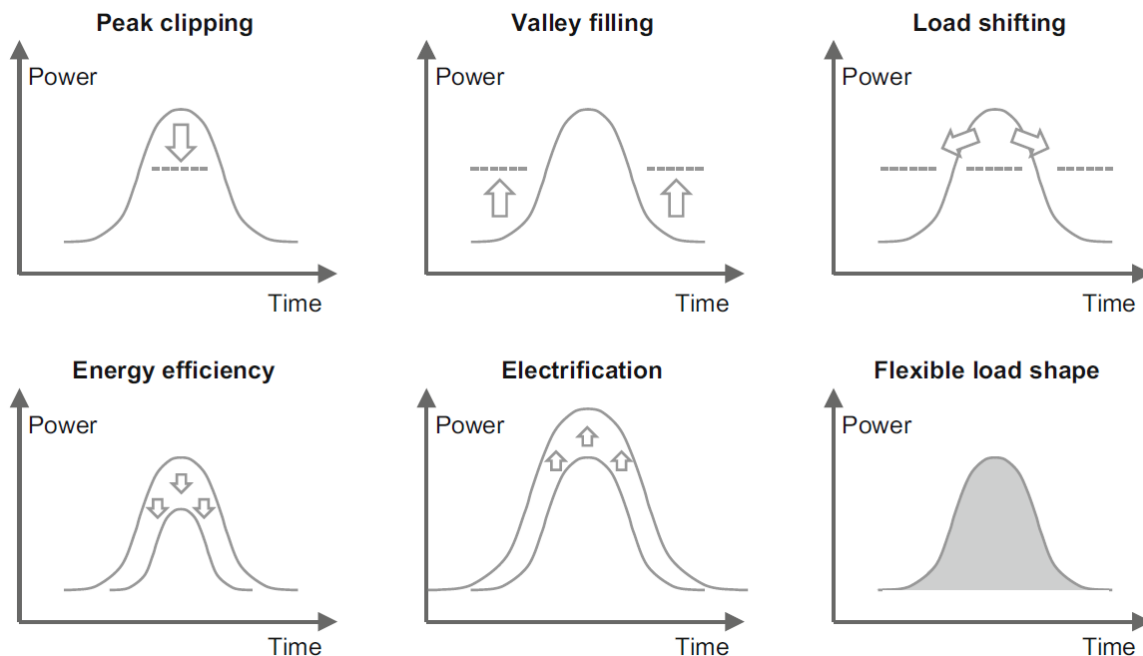 Peak clipping
Valley filling
Load shifting
Power
Power
Power
Time
Time
Time
Energy efficiency
Electrification
Flexible load shape
Power
Power
Power
Time
Time
Time